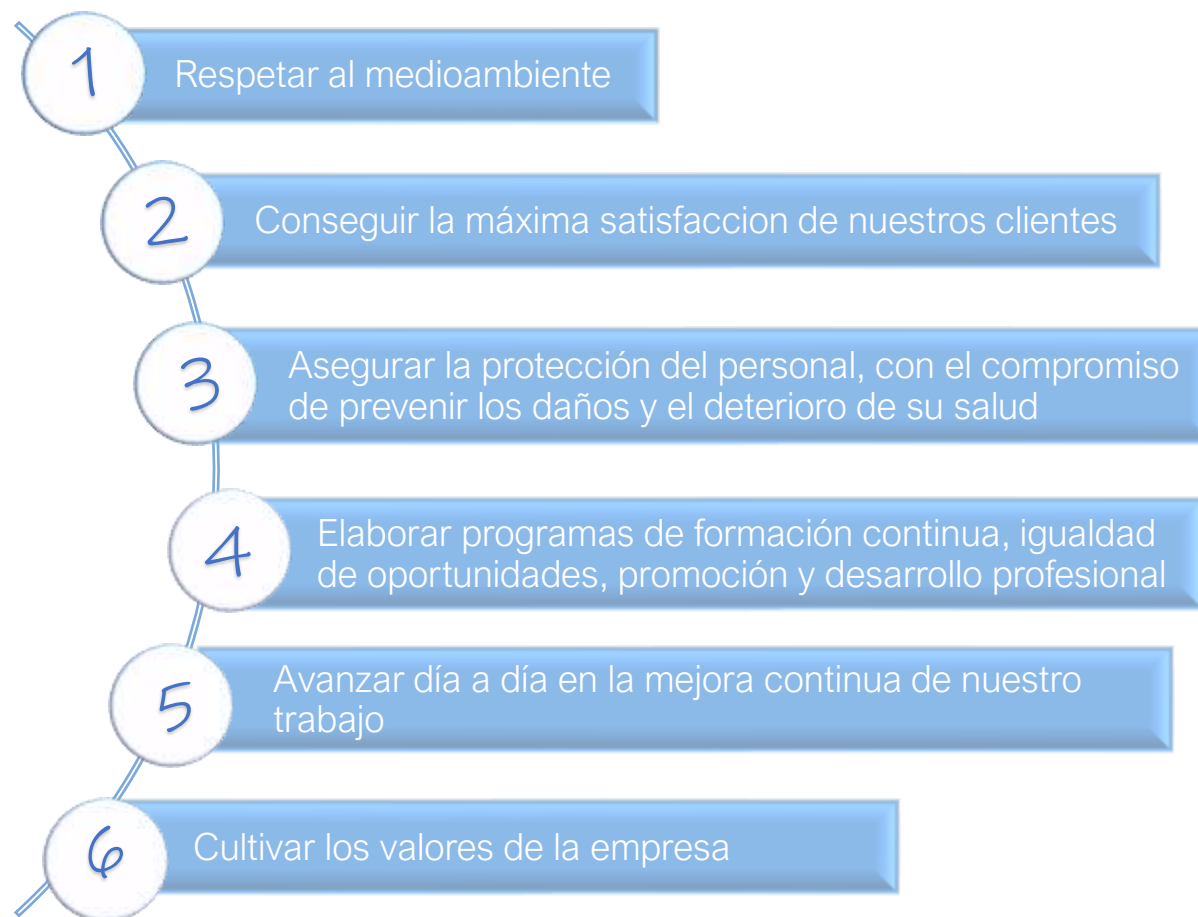 1
Respetar al medioambiente
2
Conseguir la máxima satisfaccion de nuestros clientes
3
Asegurar la protección del personal, con el compromiso
de prevenir los daños y el deterioro de su salud
4
Elaborar programas de formación continua, igualdad
de oportunidades, promoción y desarrollo profesional
5
Avanzar día a día en la mejora continua de nuestro
trabajo
6
Cultivar los valores de la empresa